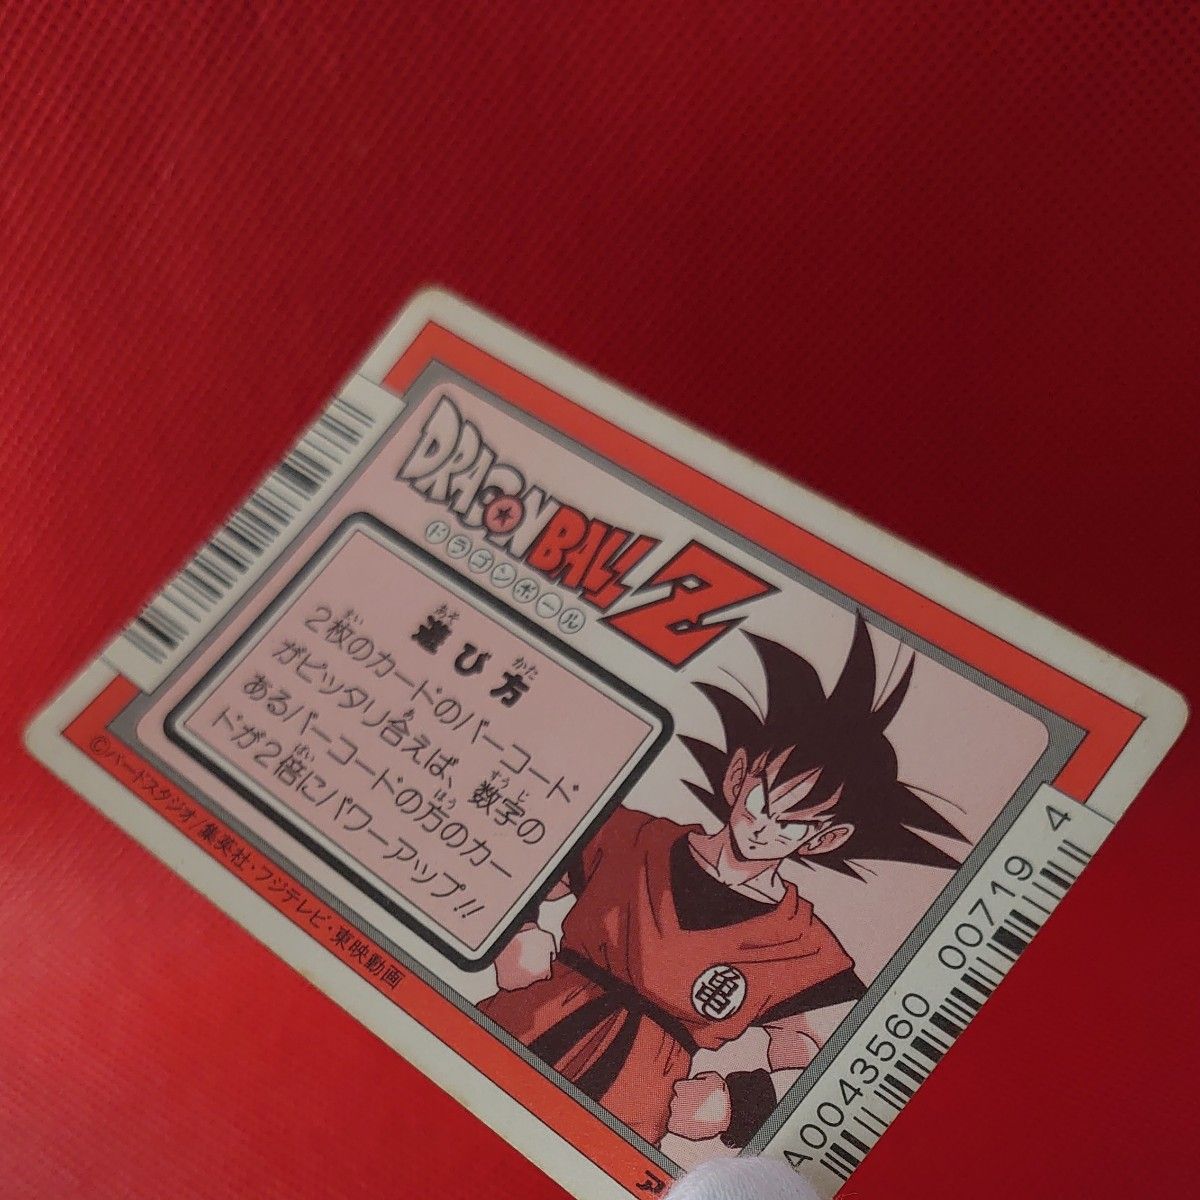 DRAGON BALL Z
ドラゴンボール
遊び方
2枚のカードのバーコード
がピッタリ合えば、数字の
あるバーコードの方のカー
ドが2倍にパワーアップ!!
©バードスタジオ/集英社・フジテレビ・東映動画
亀
A0043560 00719 4